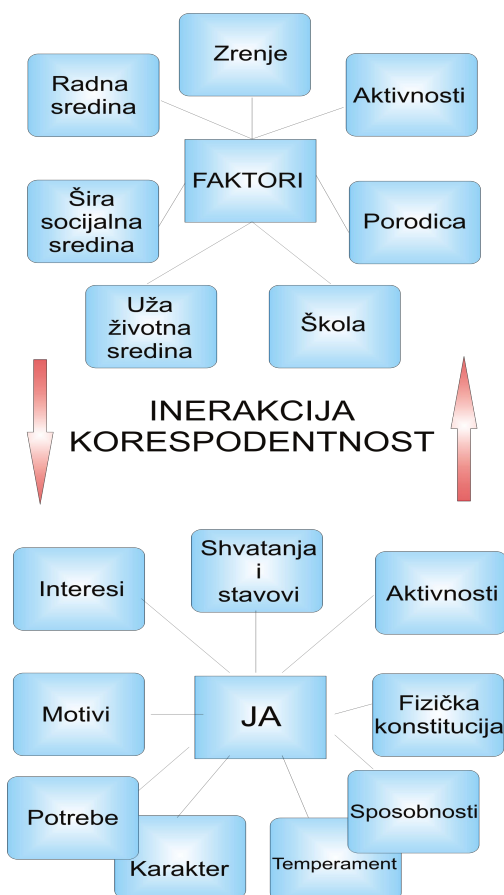 Zrenje
Radna
sredina
Aktivnosti
FAKTORI
Šira
socijalna
sredina
Porodica
Uža
životna
sredina
Škola
INERAKCIJA
KORESPODENTNOST
Shvatanja
i
stavovi
Interesi
Aktivnosti
Motivi
JA
Fizička
konstitucija
Potrebe
Sposobnosti
Karakter
Temperament